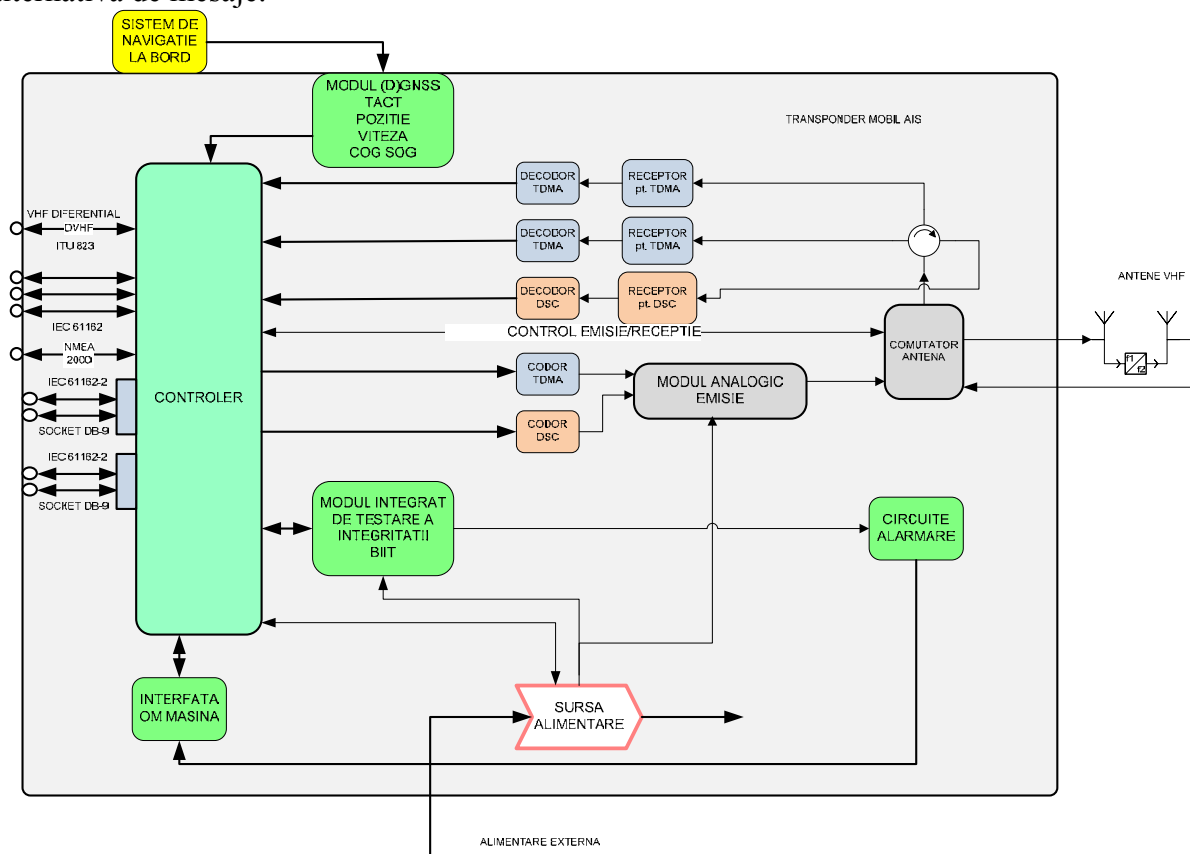 alternativa de mesaje.
SISTEM DE
NAVIGATIE
LA BORD
MODUL (D)GNSS
TACT
POZITIE
VITEZA
COG SOG
TRANSPONDER MOBIL AIS
DECODOR
TDMA
RECEPTOR
pt. TDMA
VHF DIFERENTIAL
DVHF
ITU 823
DECODOR
TDMA
RECEPTOR
pt. TDMA
DECODOR
DSC
RECEPTOR
pt. DSC
ANTENE VHF
IEC 61162
CONTROL EMISIE/RECEPTIE
COMUTATOR
ANTENA
f1
f2
NMEA
2000
CODOR
TDMA
MODUL ANALOGIC
EMISIE
IEC 61162-2
CONTROLER
SOCKET DB-9
CODOR
DSC
IEC 61162-2
SOCKET DB-9
MODUL INTEGRAT
DE TESTARE A
INTEGRITATII
BIIT
CIRCUITE
ALARMARE
INTERFATA
OM MASINA
SURSA
ALIMENTARE
ALIMENTARE EXTERNA